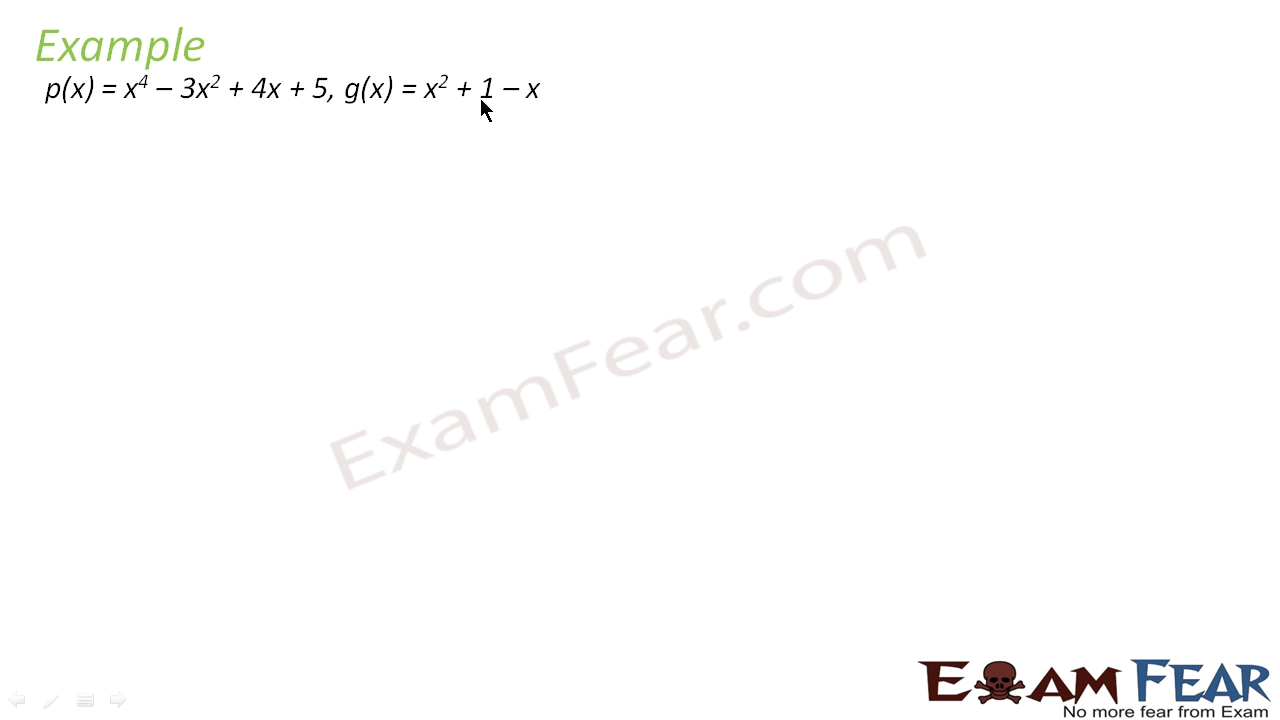 Example
p(x) = x⁴ – 3x² + 4x + 5, g(x) = x² + 1 – x
ExamFear.com
EXAM FEAR
No more fear from Exam